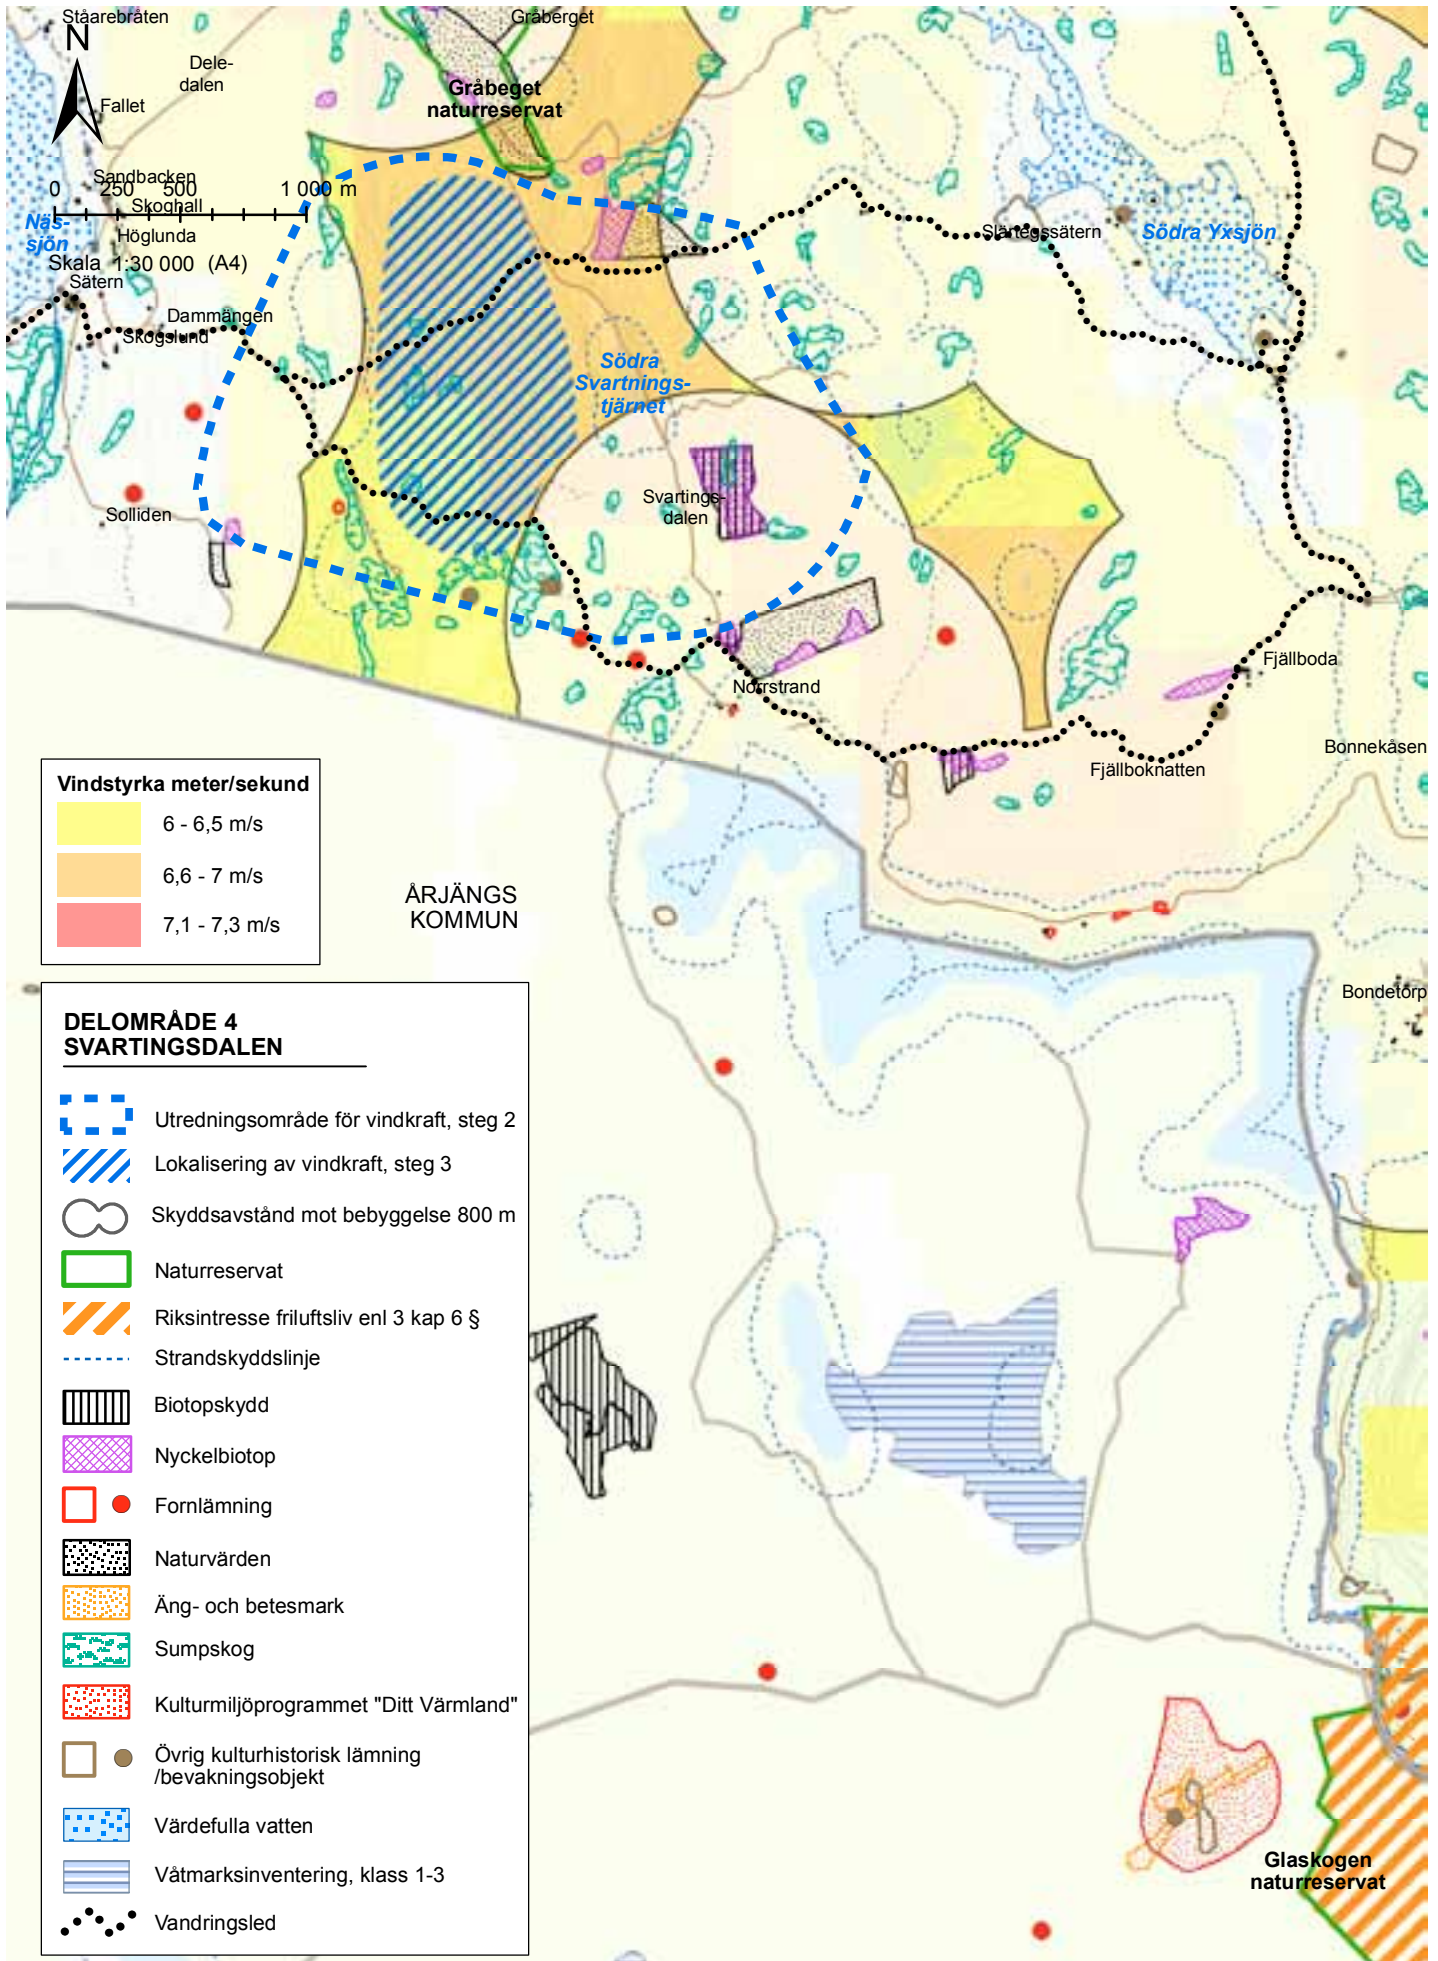 Ståarebråten
Gråberget
N
Dele-
dalen
Gråbeget
naturreservat
Fallet
Sandbacken
0 250 500 1 000 m
Skoghall
Näs-
sjön
Höglunda
Skala 1:30 000 (A4)
Sätern
Dammängen
Skogslund
Södra Yxsjön
Södra
Svartnings-
tjärnet
Solliden
Svartings-
dalen
Norrstrand
Fjällboda
Bonnekåsen
Fjällboknatten
Vindstyrka meter/sekund
6 - 6,5 m/s
6,6 - 7 m/s
7,1 - 7,3 m/s
ÅRJÄNGS
KOMMUN
Bondetorp
DELOMRÅDE 4
SVARTINGSDALEN
Utredningsområde för vindkraft, steg 2
Lokalisering av vindkraft, steg 3
Skyddsavstånd mot bebyggelse 800 m
Naturreservat
Riksintresse friluftsliv enl 3 kap 6 §
Strandskyddslinje
Biotopskydd
Nyckelbiotop
Fornlämning
Naturvärden
Äng- och betesmark
Sumpskog
Kulturmiljöprogrammet "Ditt Värmland"
Övrig kulturhistorisk lämning
/bevakningsobjekt
Värdefulla vatten
Våtmarksinventering, klass 1-3
Vandringsled
Glaskogen
naturreservat